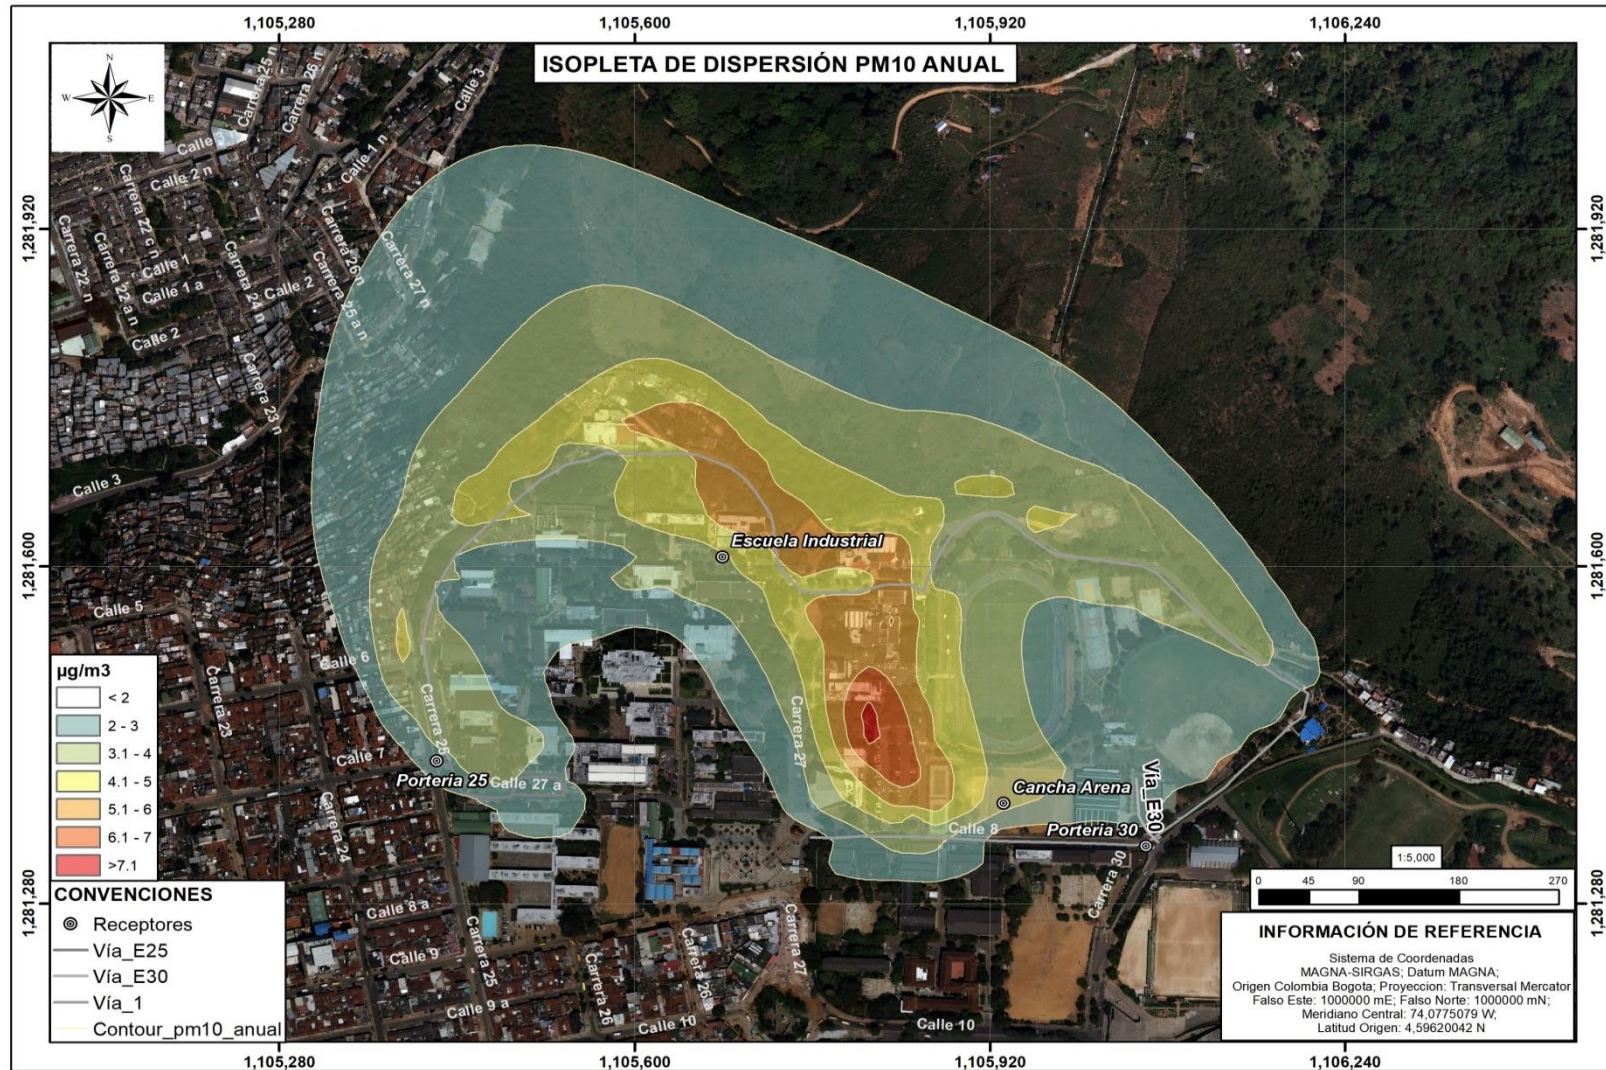 1,105,280
1,105,600
1,105,920
1,106,240
ISOPLETA DE DISPERSIÓN PM10 ANUAL
N
W
E
S
1,281,920
1,281,920
1,281,600
1,281,600
1,281,280
1,281,280
Carrera 25 n
Carrera 26 n
Calle 3
Calle 3
Calle 1 n
Calle 2 n
Carrera 22 c n
Carrera 22 n
Carrera 22 a n
Calle 1
Calle 1 a
Calle 2
Carrera 24 n
Calle 2
Carrera 26 n
Carrera 25 a n
Carrera 27 n
Carrera 23 n
Calle 3
Escuela Industrial
Calle 5
Calle 6
Carrera 23
Carrera 25
Carrera 27
Calle 7
Porteria 25
Calle 27 a
Cancha Arena
Vía_E30
Calle 8
Porteria 30
Carrera 24
Carrera 30
Calle 8 a
Calle 9
Carrera 25
Carrera 26
Carrera 26 a
Carrera 27
Calle 9 a
Calle 10
Calle 10
µg/m3
< 2
2 - 3
3.1 - 4
4.1 - 5
5.1 - 6
6.1 - 7
>7.1
CONVENCIONES
Receptores
Vía_E25
Vía_E30
Vía_1
Contour_pm10_anual
1:5,000
0 45 90 180 270
INFORMACIÓN DE REFERENCIA
Sistema de Coordenadas
MAGNA-SIRGAS; Datum MAGNA;
Origen Colombia Bogota; Proyeccion: Transversal Mercator
Falso Este: 1000000 mE; Falso Norte: 1000000 mN;
Meridiano Central: 74,0775079 W;
Latitud Origen: 4,59620042 N
1,105,280
1,105,600
1,105,920
1,106,240